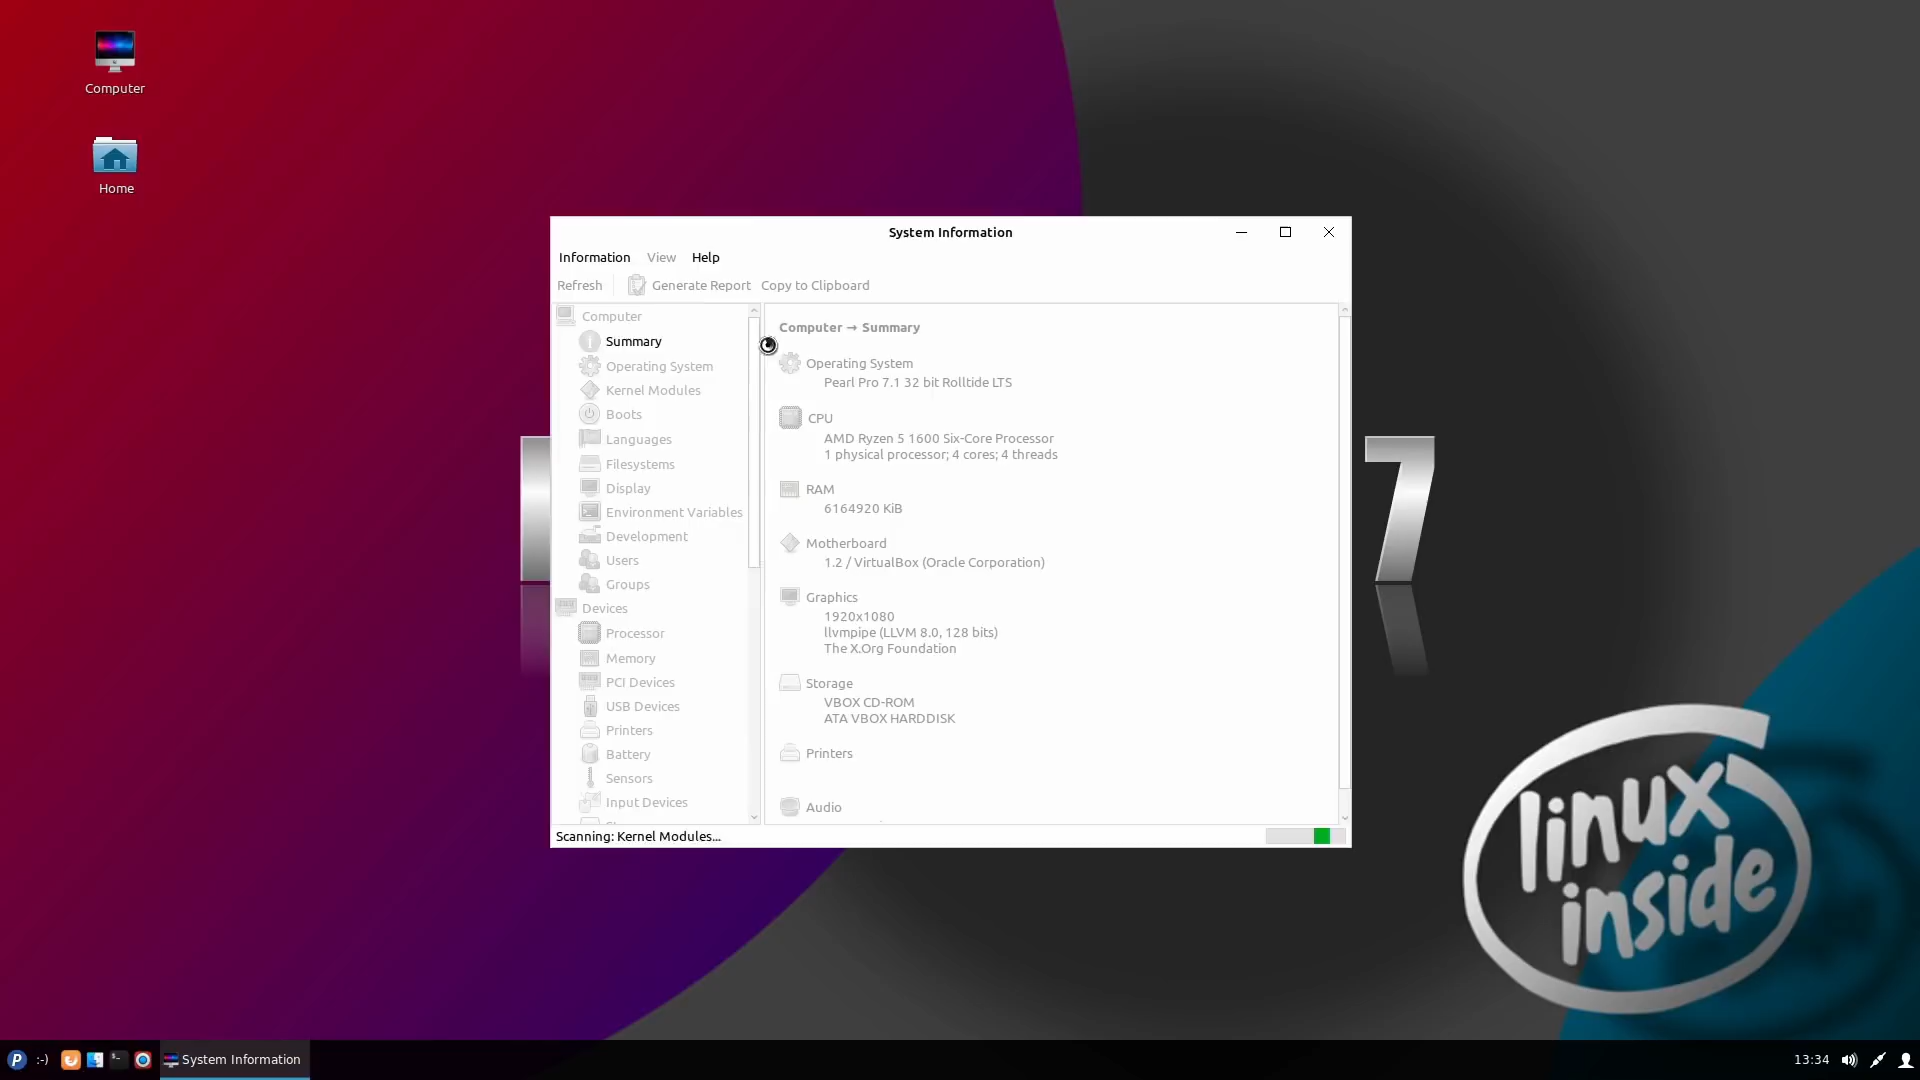 Computer
Home
System Information
Information View Help
Refresh Generate Report Copy to Clipboard
Computer
Summary
Operating System
Kernel Modules
Boots
Languages
Filesystems
Display
Environment Variables
Development
Users
Groups
Devices
Processor
Memory
PCI Devices
USB Devices
Printers
Battery
Sensors
Input Devices
Computer → Summary
Operating System
Pearl Pro 7.1 32 bit Rolltide LTS
CPU
AMD Ryzen 5 1600 Six-Core Processor
1 physical processor; 4 cores; 4 threads
RAM
6164920 KiB
Motherboard
1.2 / VirtualBox (Oracle Corporation)
Graphics
1920x1080
llvmpipe (LLVM 8.0, 128 bits)
The X.Org Foundation
Storage
VBOX CD-ROM
ATA VBOX HARDDISK
Printers
Audio
Scanning: Kernel Modules...
7
linux
inside
:-)
System Information
13:34